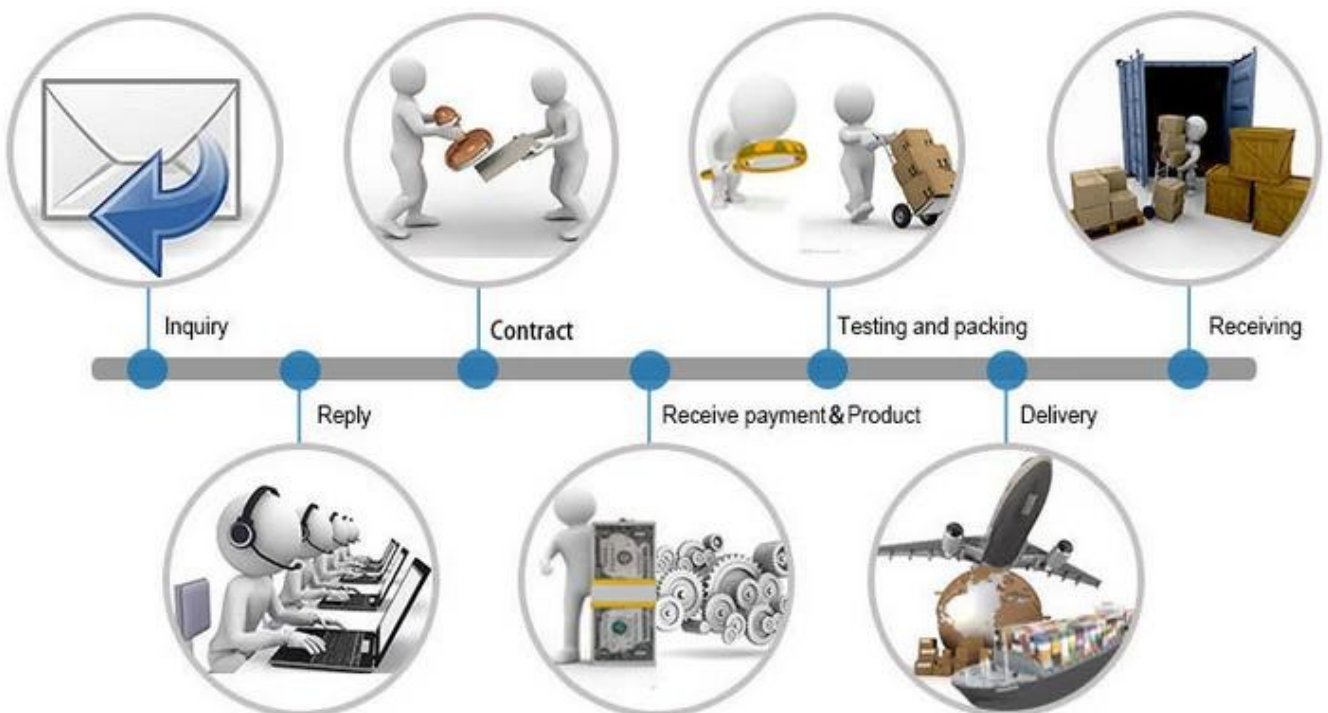 Inquiry
Contract
Testing and packing
Receiving
Reply
Receive payment&Product
Delivery